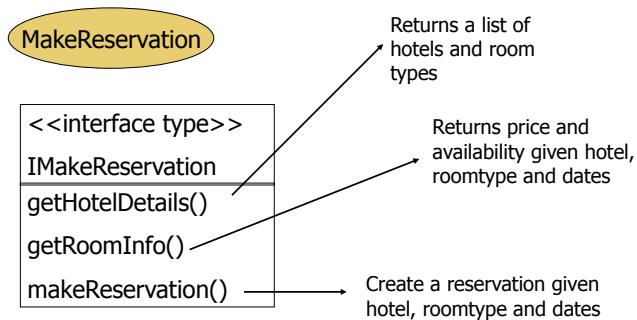 MakeReservation
Returns a list of
hotels and room
types
<<interface type>>
IMakeReservation
getHotelDetails()
getRoomInfo()
makeReservation()
Returns price and
availability given hotel,
roomtype and dates
Create a reservation given
hotel, roomtype and dates